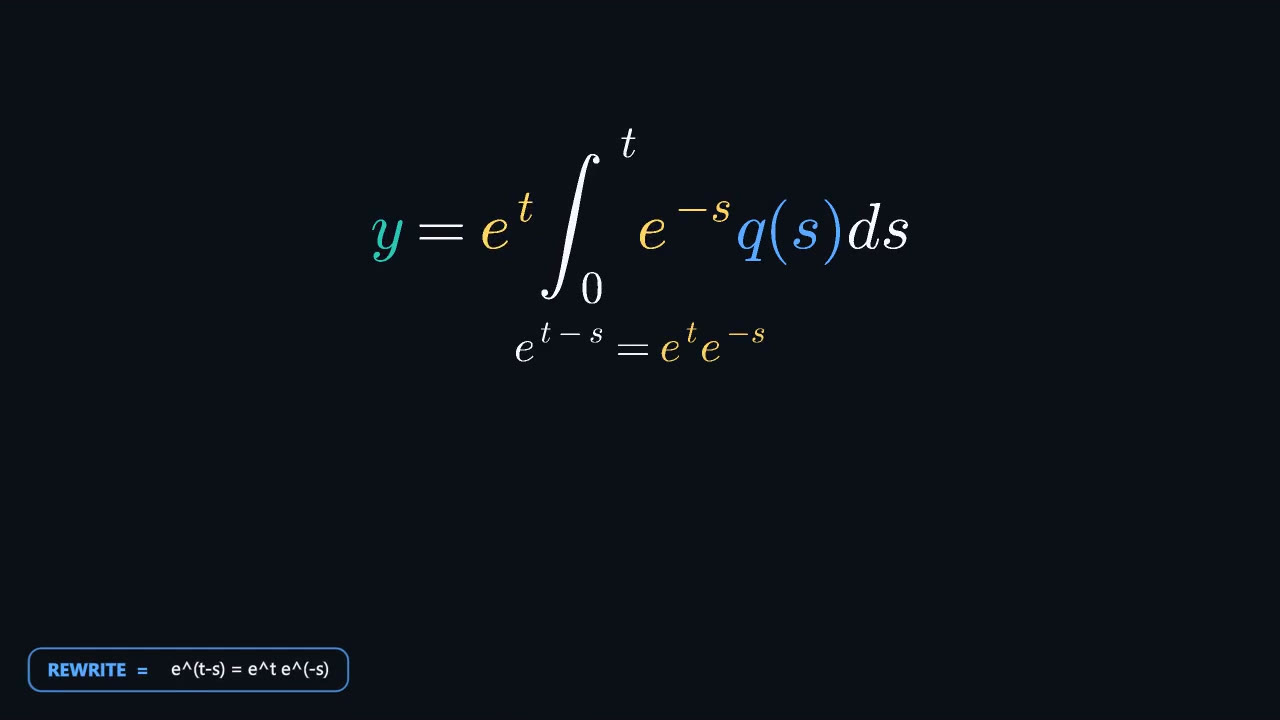 y = e^t ∫_0^t e^{-s} q(s) ds
e^{t-s} = e^t e^{-s}
REWRITE = e^(t-s) = e^t e^(-s)